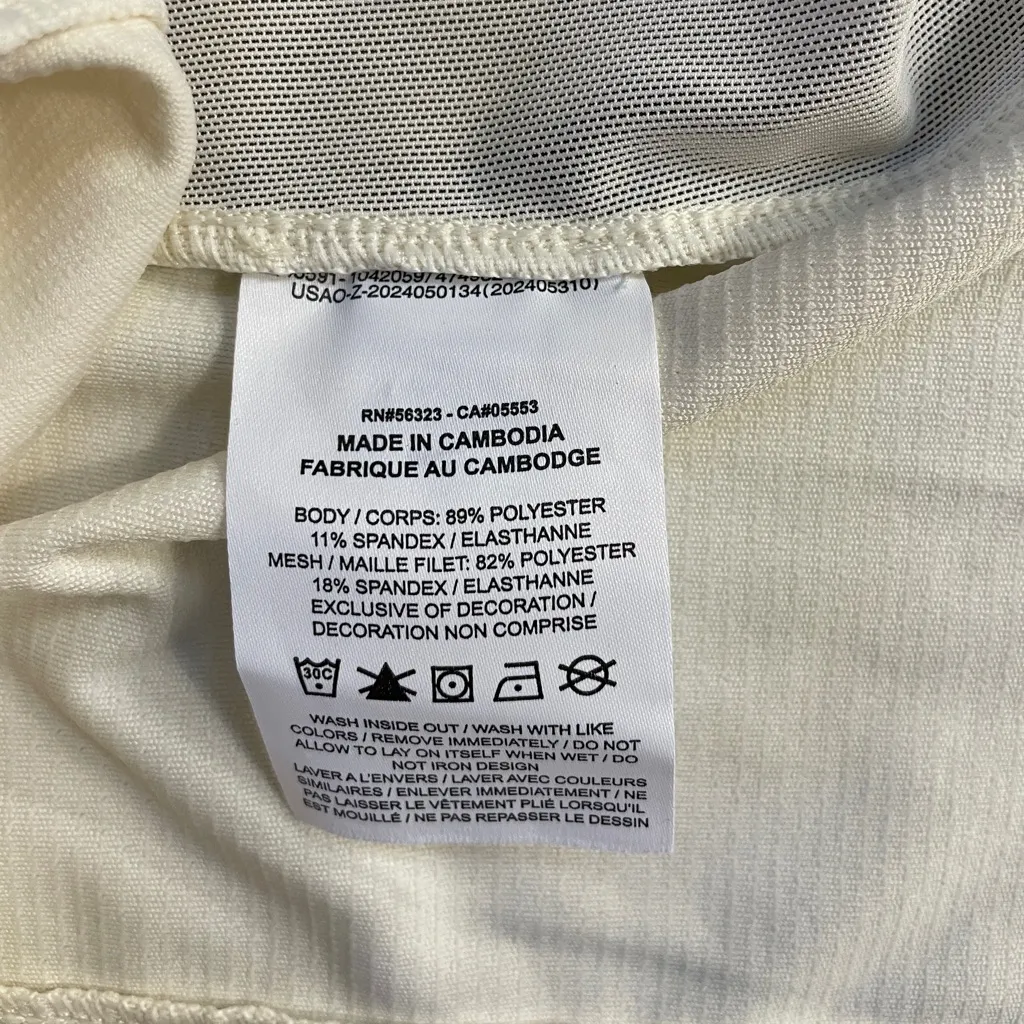 USAO-Z-2024050134(202405310)
RN#56323 - CA#05553
MADE IN CAMBODIA
FABRIQUE AU CAMBODGE
BODY / CORPS: 89% POLYESTER
11% SPANDEX / ELASTHANNE
MESH / MAILLE FILET: 82% POLYESTER
18% SPANDEX / ELASTHANNE
EXCLUSIVE OF DECORATION /
DECORATION NON COMPRISE
30C
WASH INSIDE OUT / WASH WITH LIKE
COLORS / REMOVE IMMEDIATELY / DO NOT
ALLOW TO LAY ON ITSELF WHEN WET / DO
NOT IRON DESIGN
LAVER A L'ENVERS / LAVER AVEC COULEURS
SIMILAIRES / ENLEVER IMMEDIATEMENT / NE
PAS LAISSER LE VÊTEMENT PLIÉ LORSQU'IL
EST MOUILLÉ / NE PAS REPASSER LE DESSIN